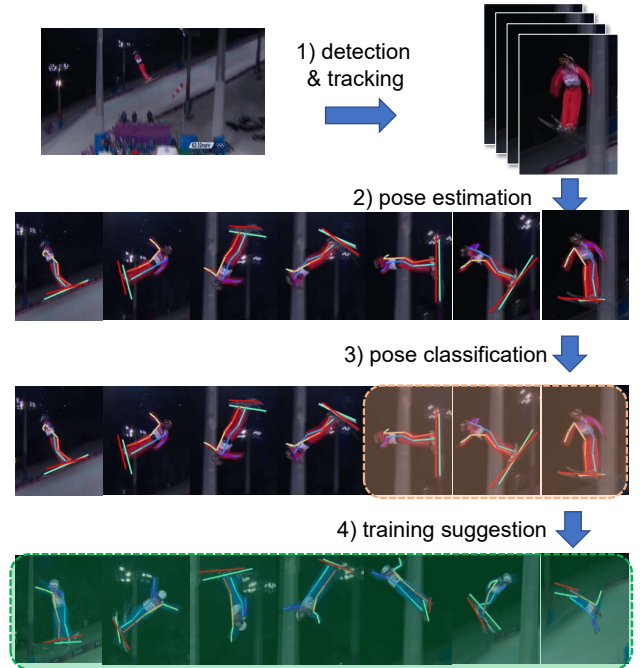 1) detection
& tracking
2) pose estimation
3) pose classification
4) training suggestion